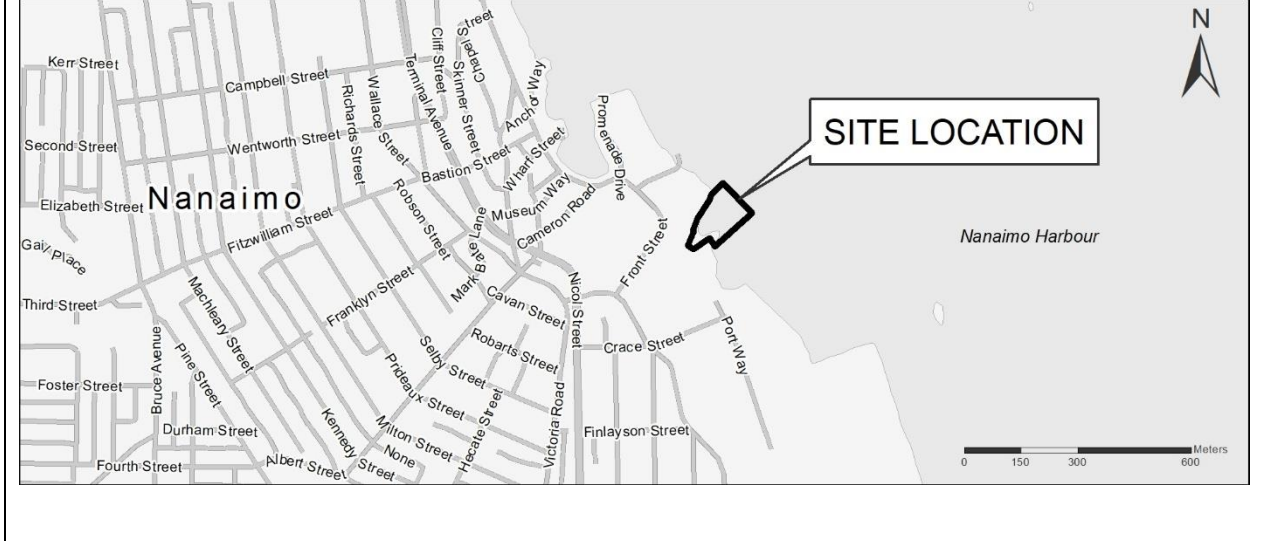 treet
N
Kerr Street
Cliff Street
Chapel S
Skinner Street
Terminal Avenue
Campbell Street
Anchor Way
Promenade Drive
Wallace Street
Richards Street
SITE LOCATION
Second Street
Wentworth Street
Bastion Street
Wharf Street
Nanaimo
Elizabeth Street
Robson Street
Museum Way
Cameron Road
Fitzwilliam Street
Nanaimo Harbour
Gair Place
Mark Bate Lane
Front Street
Third Street
Machleary Street
Franklyn Street
Cavan Street
Nicol Street
Robarts Street
Crace Street
Port Way
Bruce Avenue
Pine Street
Selby Street
Foster Street
Prideaux Street
Hecate Street
Victoria Road
Durham Street
Kennedy Street
Milton Street
None
Finlayson Street
Fourth Street
Albert Street
Meters
0 150 300 600